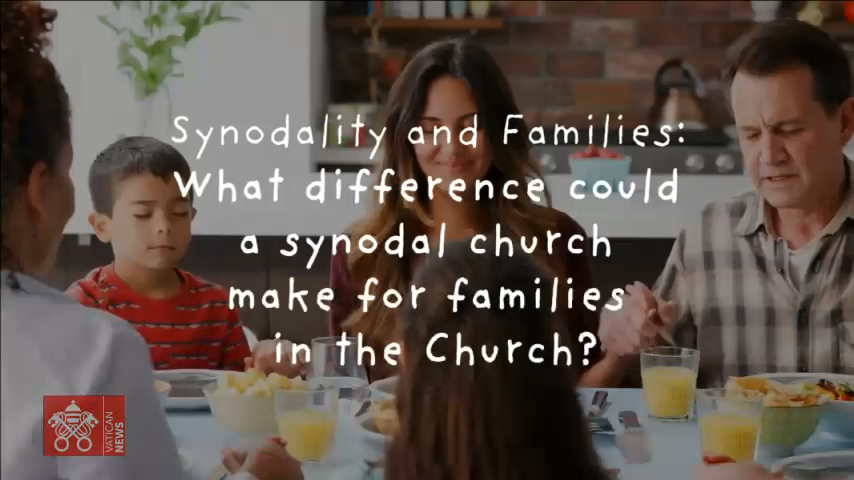 Synodality and Families:
What difference could
a synodal church
make for families
in the Church?
VATICAN
NEWS